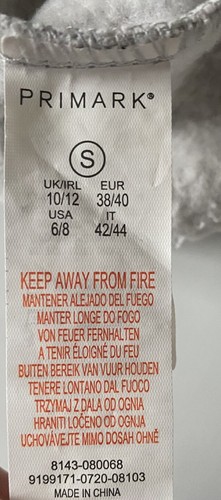 PRIMARK®
S
UK/IRL EUR
10/12 38/40
USA IT
6/8 42/44
KEEP AWAY FROM FIRE
MANTENER ALEJADO DEL FUEGO
MANTER LONGE DO FOGO
VON FEUER FERNHALTEN
A TENIR ÉLOIGNÉ DU FEU
BUITEN BEREIK VAN VUUR HOUDEN
TENERE LONTANO DAL FUOCO
TRZYMAJ Z DALA OD OGNIA
HRANITI LOČENO OD OGNJA
UCHOVÁVEJTE MIMO DOSAH OHNĚ
8143-080068
9199171-0720-08103
MADE IN CHINA